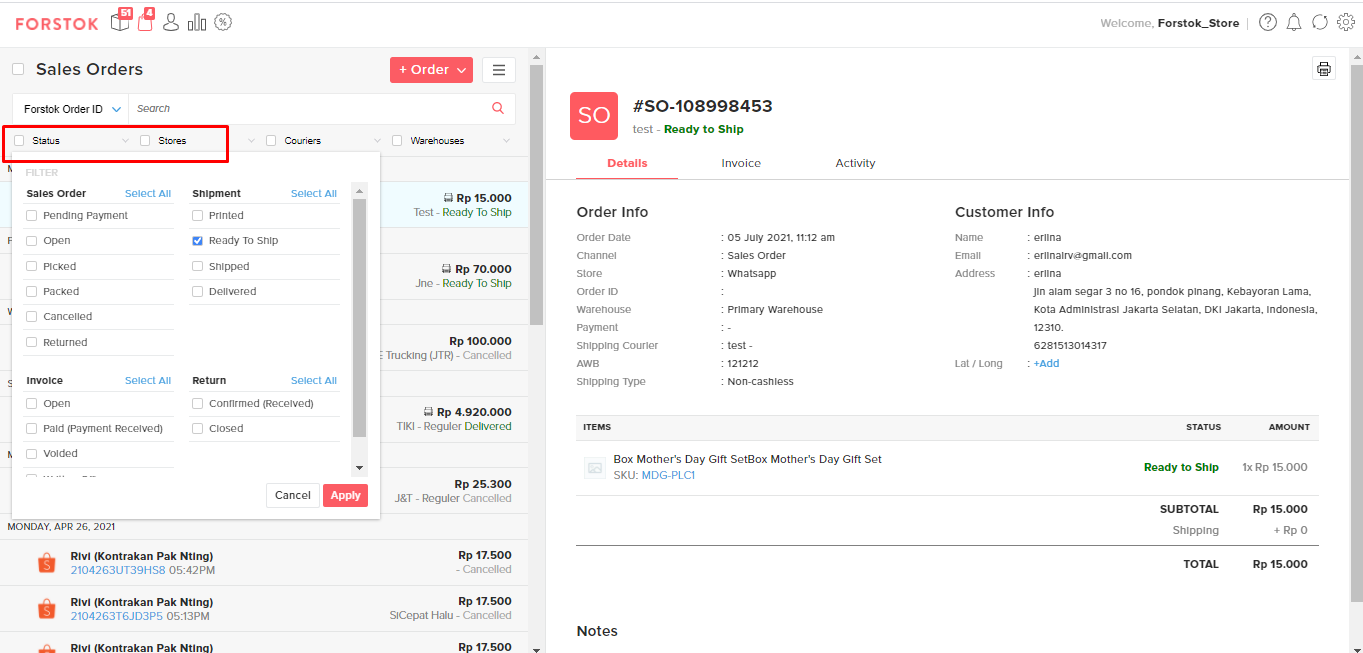 FORSTOK
51
4
Welcome, Forstok_Store
Sales Orders
+ Order
Forstok Order ID
Search
Status
Stores
Couriers
Warehouses
FILTER
Sales Order Select All
Pending Payment
Open
Picked
Packed
Cancelled
Returned
Shipment Select All
Printed
Ready To Ship
Shipped
Delivered
Invoice Select All
Open
Paid (Payment Received)
Voided
Return Select All
Confirmed (Received)
Closed
Cancel
Apply
Rp 15.000
Test - Ready To Ship
Rp 70.000
Jne - Ready To Ship
Rp 100.000
E Trucking (JTR) - Cancelled
Rp 4.920.000
TIKI - Reguler Delivered
Rp 25.300
J&T - Reguler Cancelled
MONDAY, APR 26, 2021
Rivi (Kontrakan Pak Nting) Rp 17.500
2104263UT39HS8 05:42PM - Cancelled
Rivi (Kontrakan Pak Nting) Rp 17.500
2104263T6JD3P5 05:13PM SiCepat Halu - Cancelled
Rivi (Kontrakan Pak Nting) Rp 17.500
SO
#SO-108998453
test - Ready to Ship
Details
Invoice
Activity
Order Info
Order Date : 05 July 2021, 11:12 am
Channel : Sales Order
Store : Whatsapp
Order ID :
Warehouse : Primary Warehouse
Payment : -
Shipping Courier : test -
AWB : 121212
Shipping Type : Non-cashless
Customer Info
Name : erlina
Email : erlinairv@gmail.com
Address : erlina
jln alam segar 3 no 16, pondok pinang, Kebayoran Lama,
Kota Administrasi Jakarta Selatan, DKI Jakarta, Indonesia,
12310.
6281513014317
Lat / Long : +Add
ITEMS STATUS AMOUNT
Box Mother's Day Gift SetBox Mother's Day Gift Set
SKU: MDG-PLC1
Ready to Ship 1x Rp 15.000
SUBTOTAL Rp 15.000
Shipping + Rp 0
TOTAL Rp 15.000
Notes